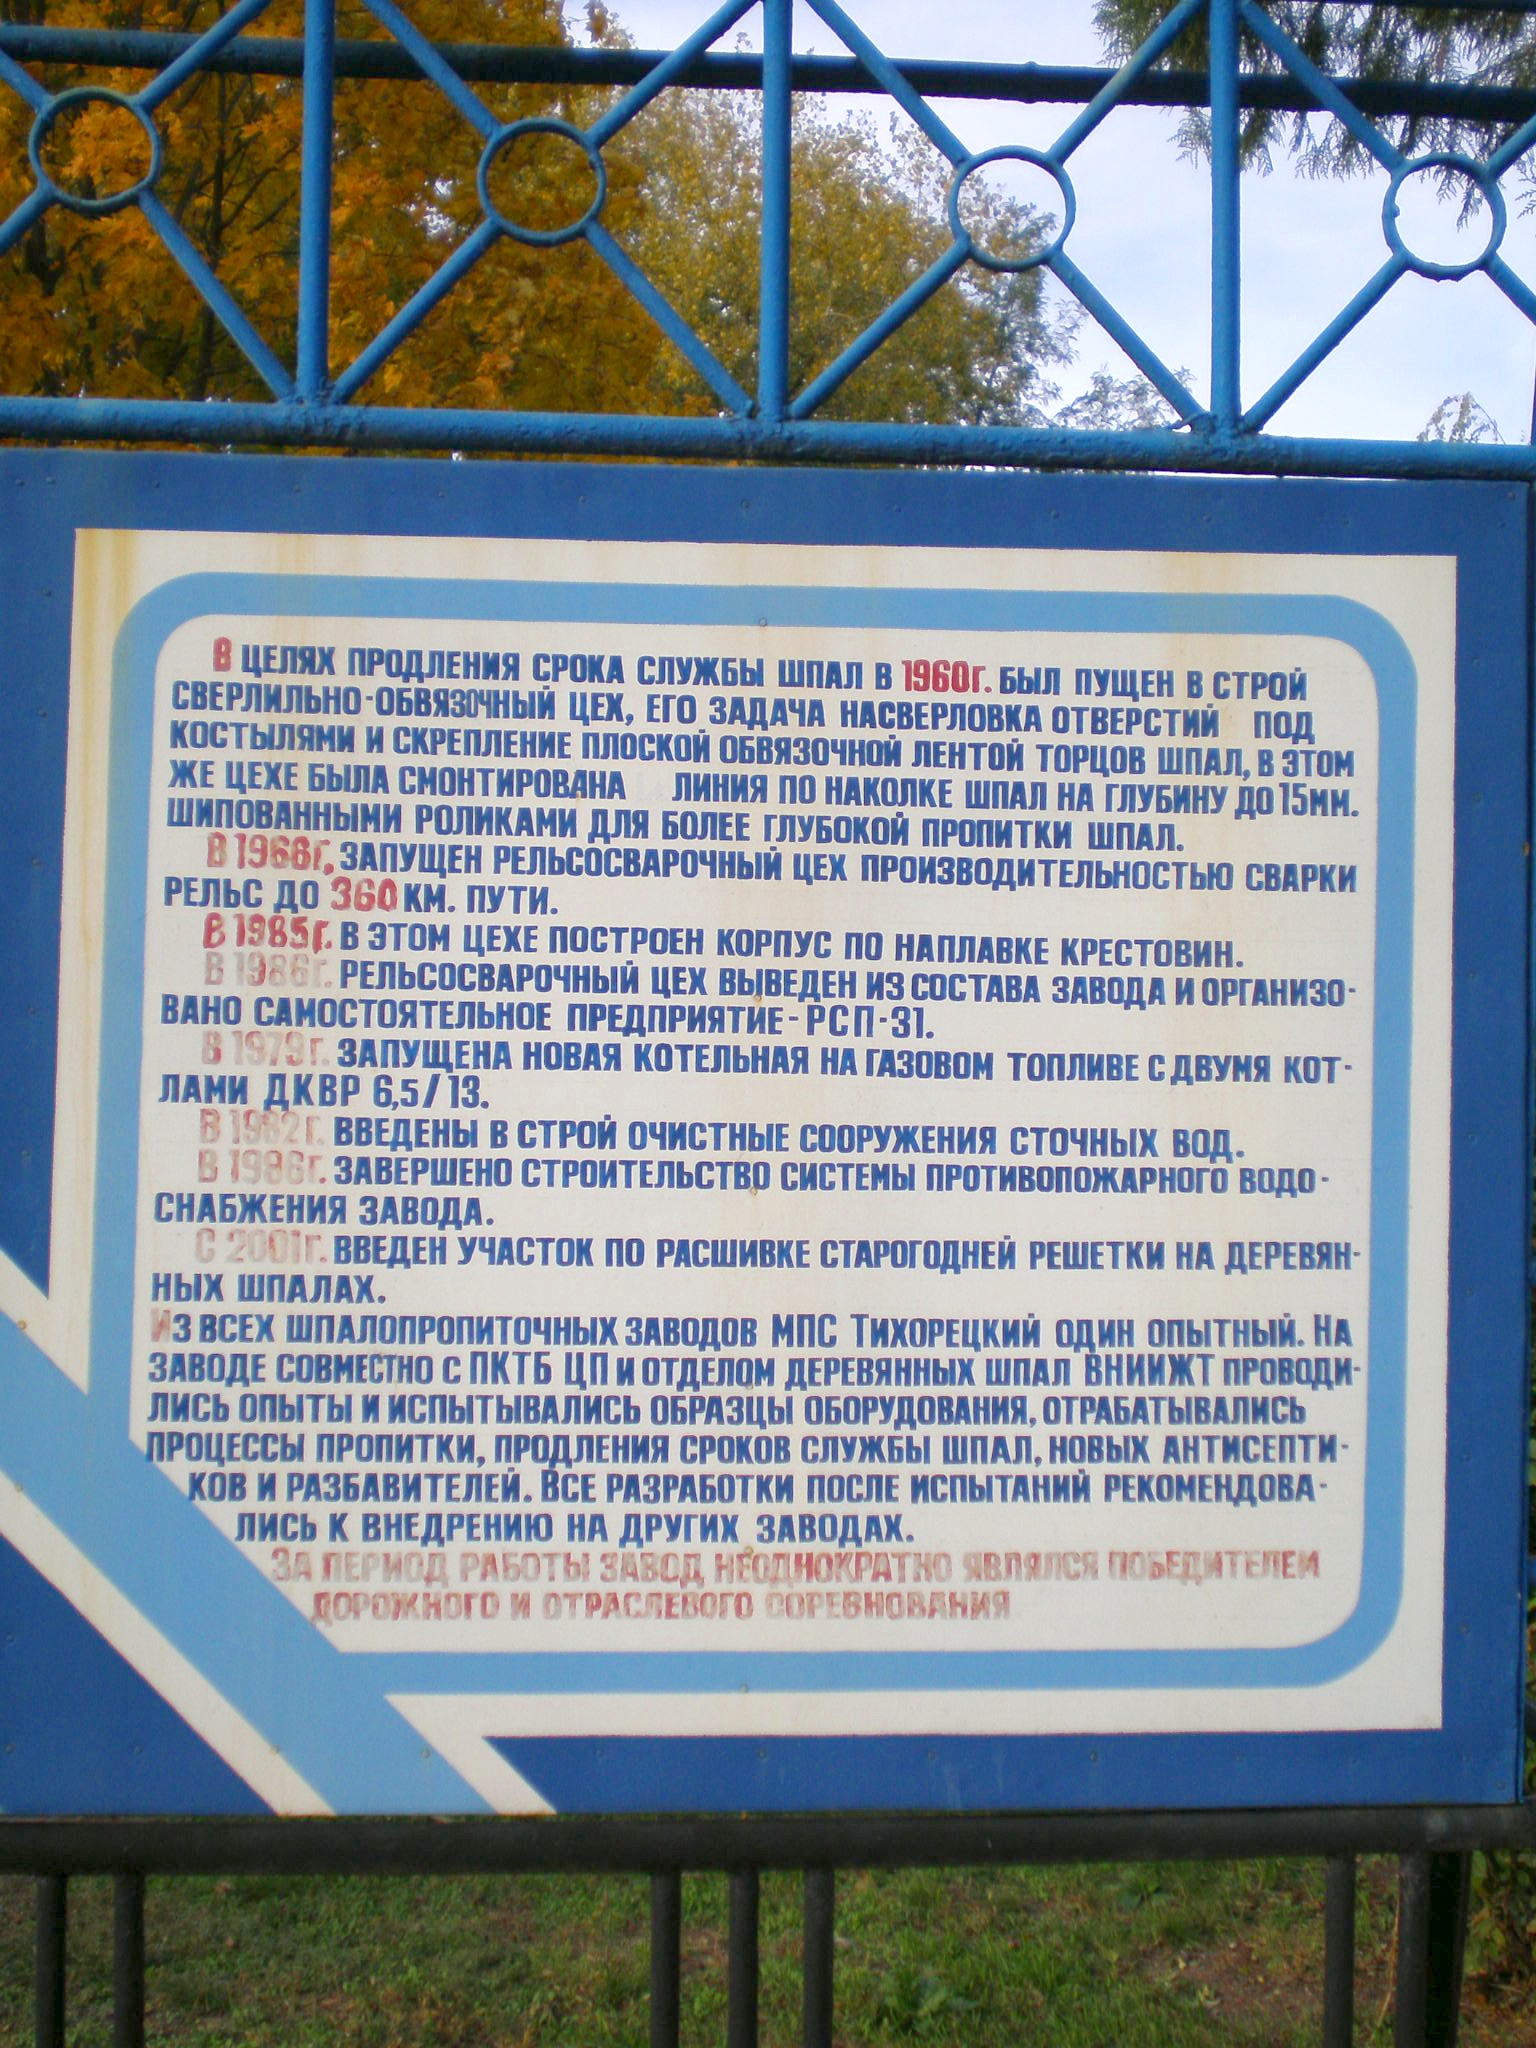 В ЦЕЛЯХ ПРОДЛЕНИЯ СРОКА СЛУЖБЫ ШПАЛ В 1960г. БЫЛ ПУЩЕН В СТРОЙ
СВЕРЛИЛЬНО-ОБВЯЗОЧНЫЙ ЦЕХ, ЕГО ЗАДАЧА НАСВЕРЛОВКА ОТВЕРСТИЙ ПОД
КОСТЫЛЯМИ И СКРЕПЛЕНИЕ ПЛОСКОЙ ОБВЯЗОЧНОЙ ЛЕНТОЙ ТОРЦОВ ШПАЛ, В ЭТОМ
ЖЕ ЦЕХЕ БЫЛА СМОНТИРОВАНА ЛИНИЯ ПО НАКОЛКЕ ШПАЛ НА ГЛУБИНУ ДО 15ММ.
ШИПОВАННЫМИ РОЛИКАМИ ДЛЯ БОЛЕЕ ГЛУБОКОЙ ПРОПИТКИ ШПАЛ.
В 1966г. ЗАПУЩЕН РЕЛЬСОСВАРОЧНЫЙ ЦЕХ ПРОИЗВОДИТЕЛЬНОСТЬЮ СВАРКИ
РЕЛЬС ДО 360 КМ. ПУТИ.
В 1985г. В ЭТОМ ЦЕХЕ ПОСТРОЕН КОРПУС ПО НАПЛАВКЕ КРЕСТОВИН.
В 1986г. РЕЛЬСОСВАРОЧНЫЙ ЦЕХ ВЫВЕДЕН ИЗ СОСТАВА ЗАВОДА И ОРГАНИЗО-
ВАНО САМОСТОЯТЕЛЬНОЕ ПРЕДПРИЯТИЕ-РСП-31.
В 1979г. ЗАПУЩЕНА НОВАЯ КОТЕЛЬНАЯ НА ГАЗОВОМ ТОПЛИВЕ С ДВУМЯ КОТ-
ЛАМИ ДКВР 6,5/13.
В 1982г. ВВЕДЕНЫ В СТРОЙ ОЧИСТНЫЕ СООРУЖЕНИЯ СТОЧНЫХ ВОД.
В 1986г. ЗАВЕРШЕНО СТРОИТЕЛЬСТВО СИСТЕМЫ ПРОТИВОПОЖАРНОГО ВОДО-
СНАБЖЕНИЯ ЗАВОДА.
С 2001г. ВВЕДЕН УЧАСТОК ПО РАСШИВКЕ СТАРОГОДНЕЙ РЕШЕТКИ НА ДЕРЕВЯН-
НЫХ ШПАЛАХ.
ИЗ ВСЕХ ШПАЛОПРОПИТОЧНЫХ ЗАВОДОВ МПС ТИХОРЕЦКИЙ ОДИН ОПЫТНЫЙ. НА
ЗАВОДЕ СОВМЕСТНО С ПКТБ ЦП И ОТДЕЛОМ ДЕРЕВЯННЫХ ШПАЛ ВНИИЖТ ПРОВОДИ-
ЛИСЬ ОПЫТЫ И ИСПЫТЫВАЛИСЬ ОБРАЗЦЫ ОБОРУДОВАНИЯ, ОТРАБАТЫВАЛИСЬ
ПРОЦЕССЫ ПРОПИТКИ, ПРОДЛЕНИЯ СРОКОВ СЛУЖБЫ ШПАЛ, НОВЫХ АНТИСЕПТИ-
КОВ И РАЗБАВИТЕЛЕЙ. ВСЕ РАЗРАБОТКИ ПОСЛЕ ИСПЫТАНИЙ РЕКОМЕНДОВА-
ЛИСЬ К ВНЕДРЕНИЮ НА ДРУГИХ ЗАВОДАХ.
ЗА ПЕРИОД РАБОТЫ ЗАВОД НЕОДНОКРАТНО ЯВЛЯЛСЯ ПОБЕДИТЕЛЕМ
ДОРОЖНОГО И ОТРАСЛЕВОГО СОРЕВНОВАНИЯ